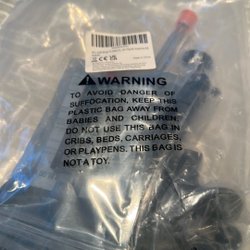 WARNING
TO AVOID DANGER OF
SUFFOCATION, KEEP THIS
PLASTIC BAG AWAY FROM
BABIES AND CHILDREN.
DO NOT USE THIS BAG IN
CRIBS, BEDS, CARRIAGES,
OR PLAYPENS. THIS BAG IS
NOT A TOY.